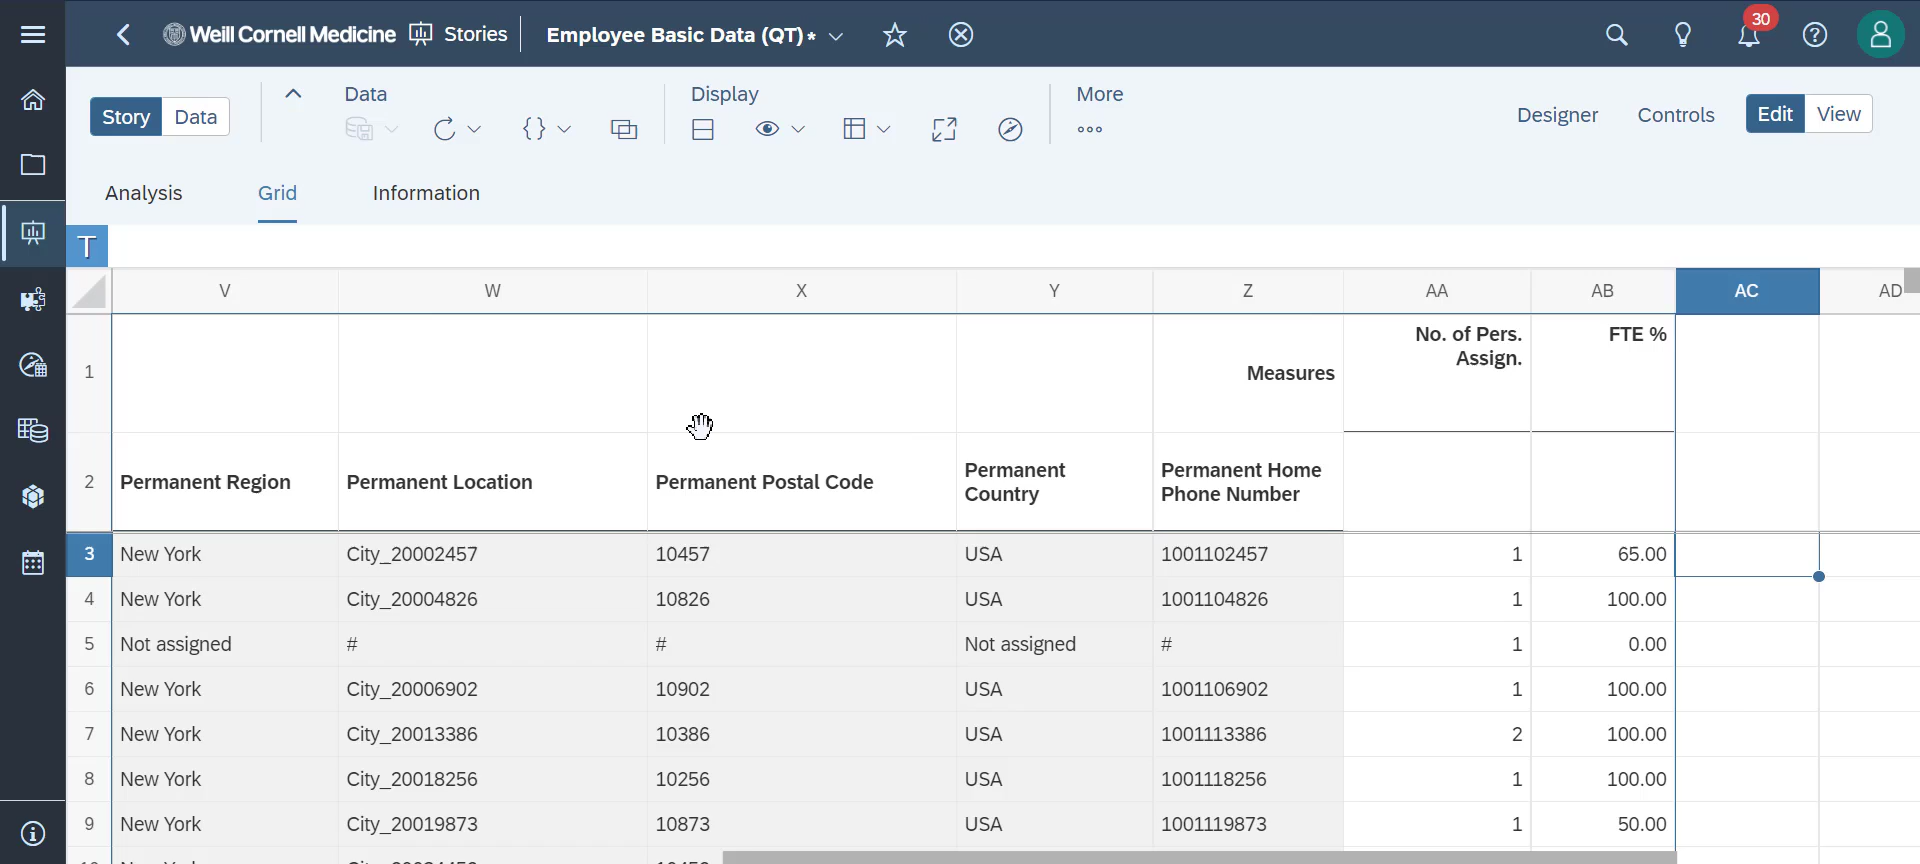 Weill Cornell Medicine Stories Employee Basic Data (QT) * 30
Story Data Data Display More Designer Controls Edit View
Analysis Grid Information
T
V W X Y Z AA AB AC AD
1 Measures No. of Pers. Assign. FTE %
2 Permanent Region Permanent Location Permanent Postal Code Permanent Country Permanent Home Phone Number
3 New York City_20002457 10457 USA 1001102457 1 65.00
4 New York City_20004826 10826 USA 1001104826 1 100.00
5 Not assigned # # Not assigned # 1 0.00
6 New York City_20006902 10902 USA 1001106902 1 100.00
7 New York City_20013386 10386 USA 1001113386 2 100.00
8 New York City_20018256 10256 USA 1001118256 1 100.00
9 New York City_20019873 10873 USA 1001119873 1 50.00